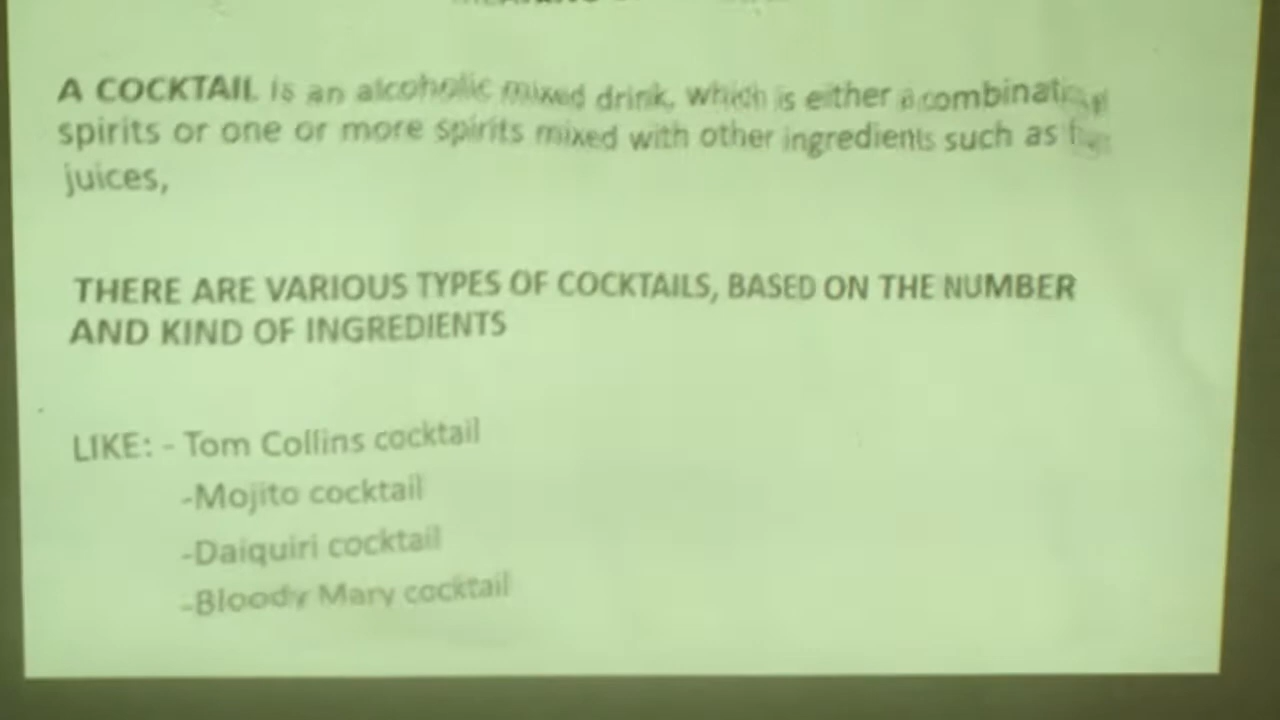 A COCKTAIL is an alcoholic mixed drink, which is either a combination of
spirits or one or more spirits mixed with other ingredients such as
juices,
THERE ARE VARIOUS TYPES OF COCKTAILS, BASED ON THE NUMBER
AND KIND OF INGREDIENTS
LIKE: - Tom Collins cocktail
-Mojito cocktail
-Daiquiri cocktail
-Bloody Mary cocktail